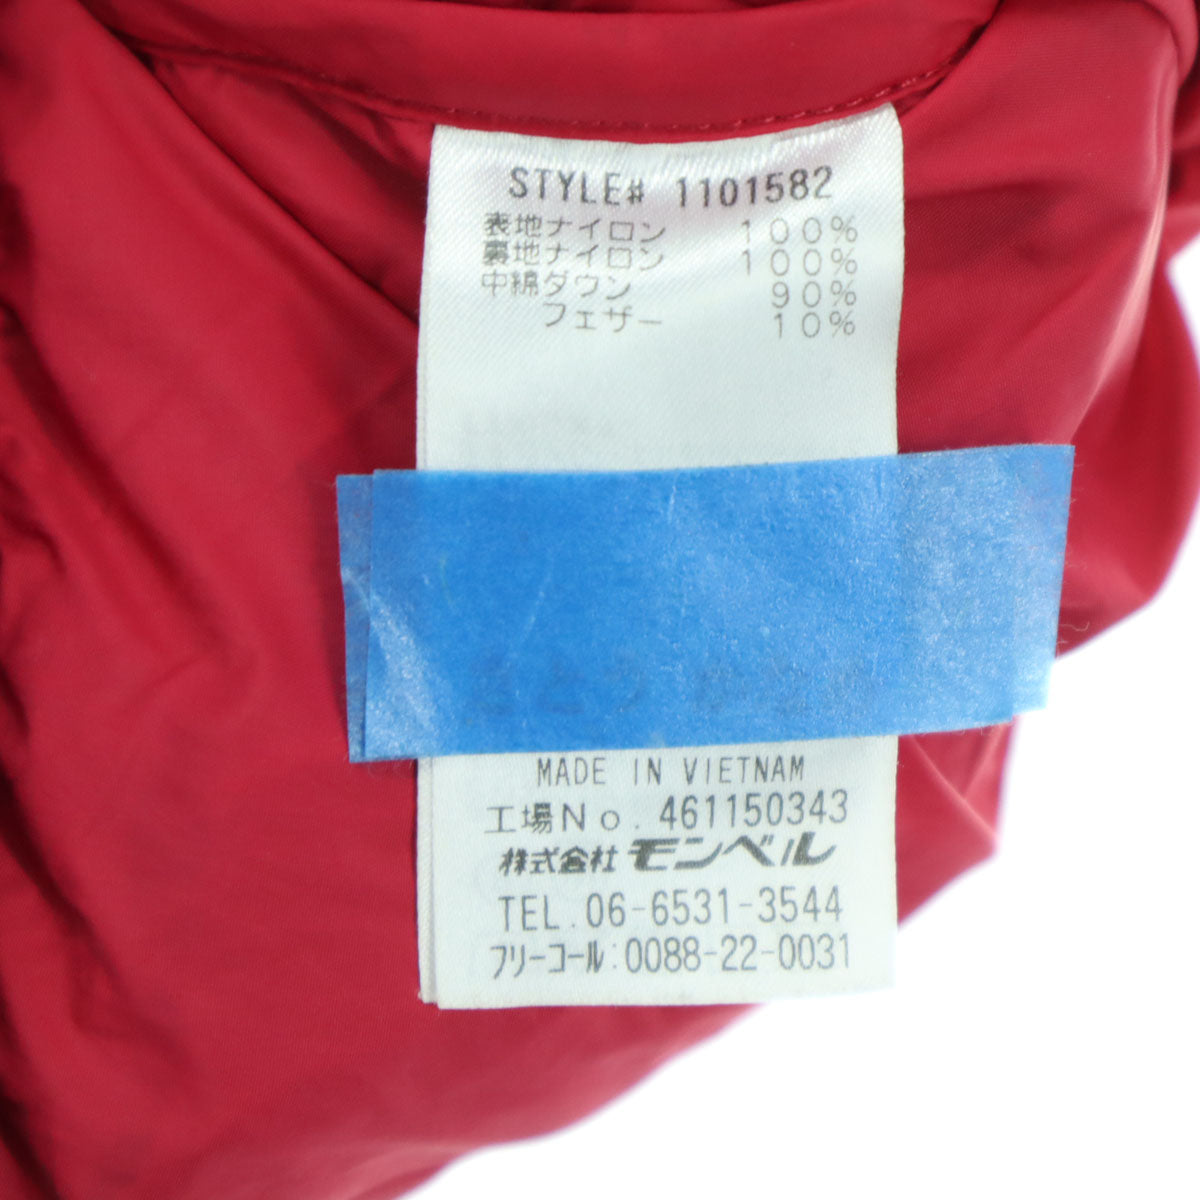 STYLE# 1101582
表地ナイロン 100%
裏地ナイロン 100%
中綿ダウン 90%
フェザー 10%
MADE IN VIETNAM
工場No. 461150343
株式会社 モンベル
TEL. 06-6531-3544
フリーコール:0088-22-0031